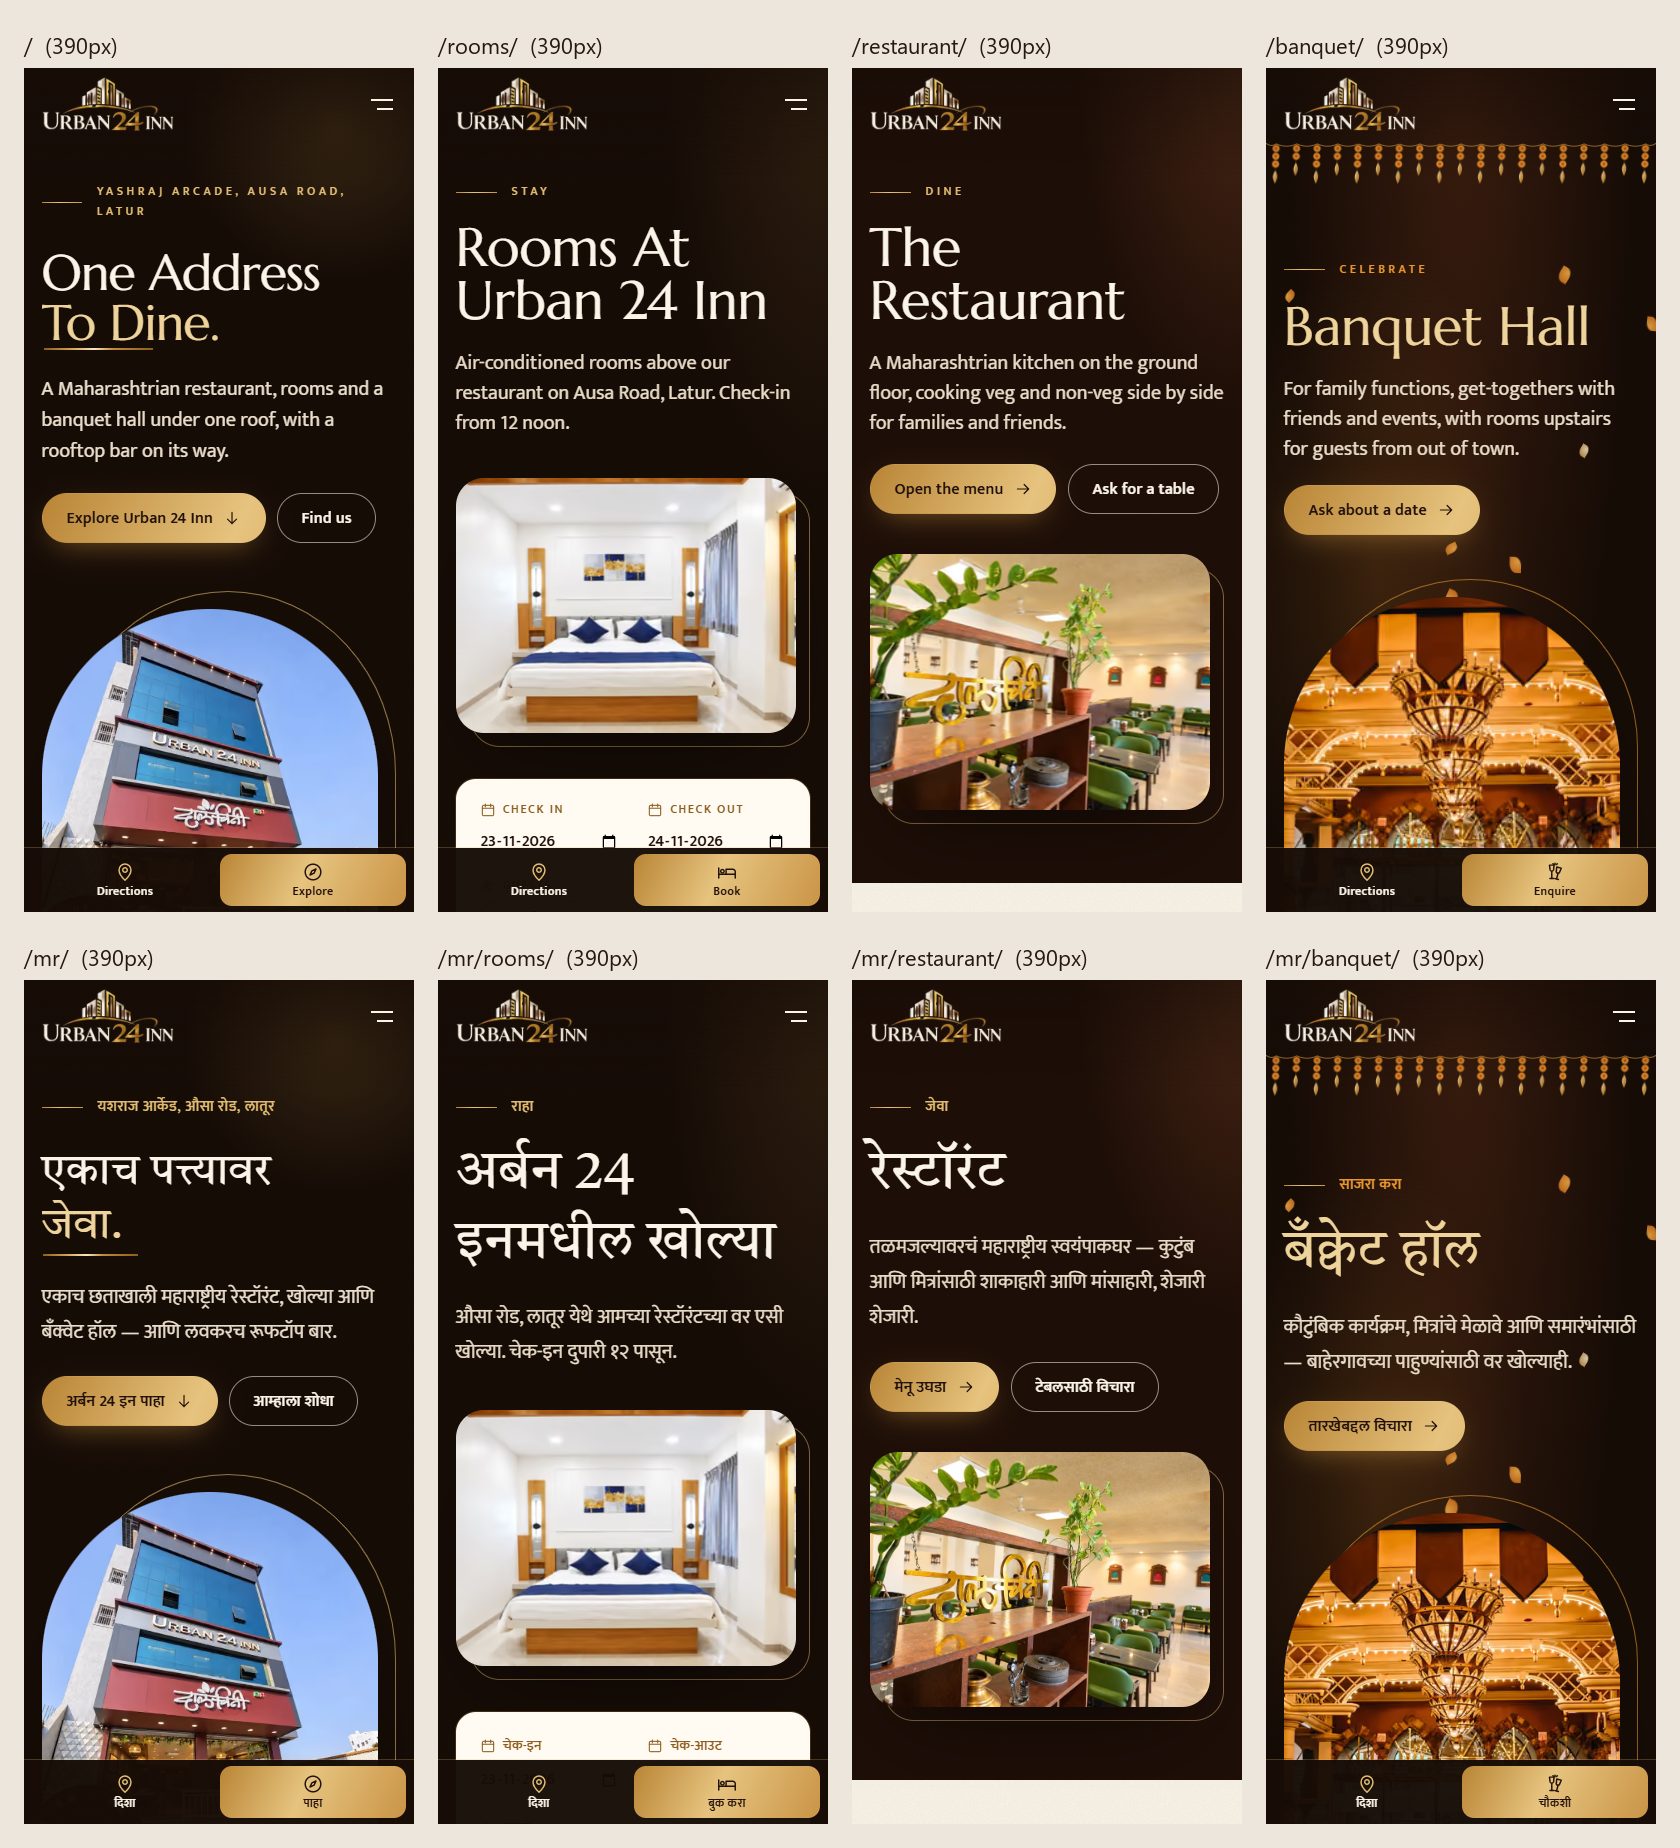 / (390px)
URBAN 24 INN
YASHRAJ ARCADE, AUSA ROAD,
LATUR
One Address
To Dine.
A Maharashtrian restaurant, rooms and a
banquet hall under one roof, with a
rooftop bar on its way.
Explore Urban 24 Inn
Find us
URBAN 24 INN
Directions
Explore
/rooms/ (390px)
URBAN 24 INN
STAY
Rooms At
Urban 24 Inn
Air-conditioned rooms above our
restaurant on Ausa Road, Latur. Check-in
from 12 noon.
CHECK IN
CHECK OUT
23-11-2026
24-11-2026
Directions
Book
/restaurant/ (390px)
URBAN 24 INN
DINE
The
Restaurant
A Maharashtrian kitchen on the ground
floor, cooking veg and non-veg side by side
for families and friends.
Open the menu
Ask for a table
/banquet/ (390px)
URBAN 24 INN
CELEBRATE
Banquet Hall
For family functions, get-togethers with
friends and events, with rooms upstairs
for guests from out of town.
Ask about a date
Directions
Enquire
/mr/ (390px)
URBAN 24 INN
यशराज आर्केड, औसा रोड, लातूर
एकाच पत्त्यावर
जेवा.
एकाच छताखाली महाराष्ट्रीय रेस्टॉरंट, खोल्या आणि
बँक्वेट हॉल — आणि लवकरच रूफटॉप बार.
अर्बन 24 इन पाहा
आम्हाला शोधा
URBAN 24 INN
दिशा
पाहा
/mr/rooms/ (390px)
URBAN 24 INN
राहा
अर्बन 24
इनमधील खोल्या
औसा रोड, लातूर येथे आमच्या रेस्टॉरंटच्या वर एसी
खोल्या. चेक-इन दुपारी १२ पासून.
चेक-इन
चेक-आउट
दिशा
बुक करा
/mr/restaurant/ (390px)
URBAN 24 INN
जेवा
रेस्टॉरंट
तळमजल्यावरचं महाराष्ट्रीय स्वयंपाकघर — कुटुंब
आणि मित्रांसाठी शाकाहारी आणि मांसाहारी, शेजारी
शेजारी.
मेनू उघडा
टेबलसाठी विचारा
/mr/banquet/ (390px)
URBAN 24 INN
साजरा करा
बँक्वेट हॉल
कौटुंबिक कार्यक्रम, मित्रांचे मेळावे आणि समारंभांसाठी
— बाहेरगावच्या पाहुण्यांसाठी वर खोल्याही.
तारखेबद्दल विचारा
दिशा
चौकशी